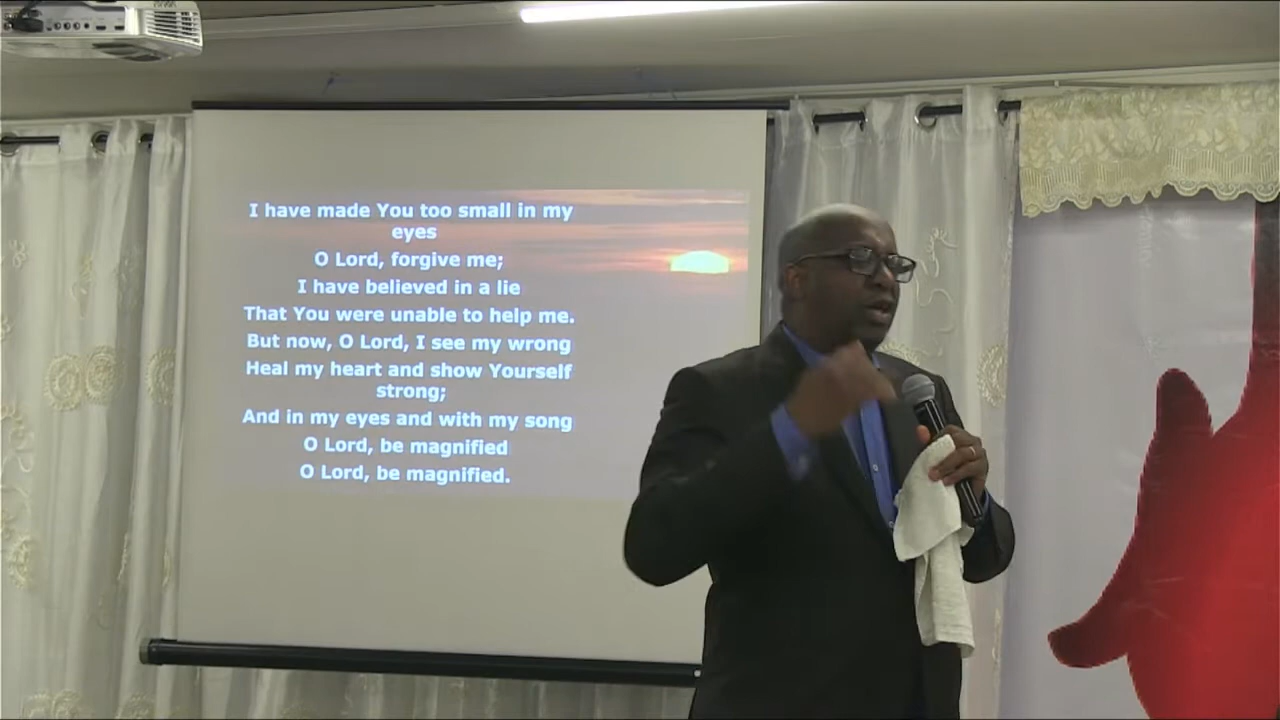 I have made You too small in my
eyes
O Lord, forgive me;
I have believed in a lie
That You were unable to help me.
But now, O Lord, I see my wrong
Heal my heart and show Yourself
strong;
And in my eyes and with my song
O Lord, be magnified
O Lord, be magnified.